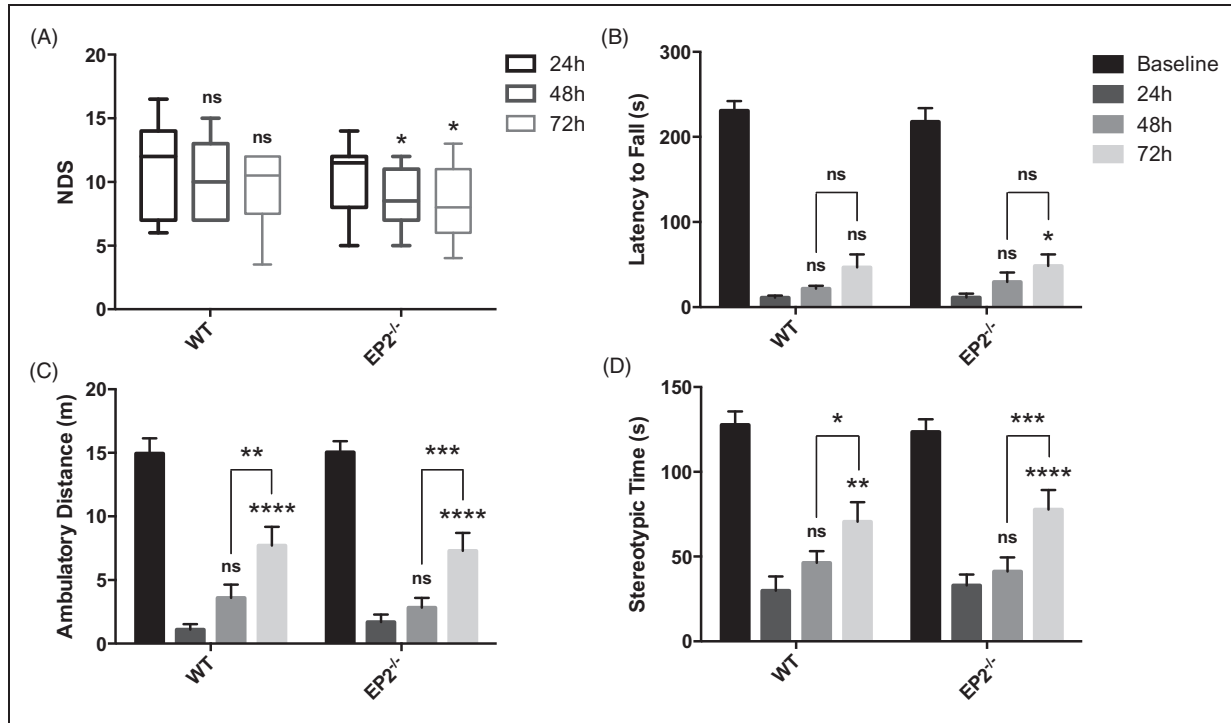 (A)
20
15
10
5
0
NDS
ns
ns
*
*
24h
48h
72h
WT
EP2-/-
(B)
300
200
100
0
Latency to Fall (s)
ns
ns
ns
ns
ns
*
Baseline
24h
48h
72h
WT
EP2-/-
(C)
20
15
10
5
0
Ambulatory Distance (m)
**
ns
****
***
ns
****
WT
EP2-/-
(D)
150
100
50
0
Stereotypic Time (s)
*
ns
**
***
ns
****
WT
EP2-/-